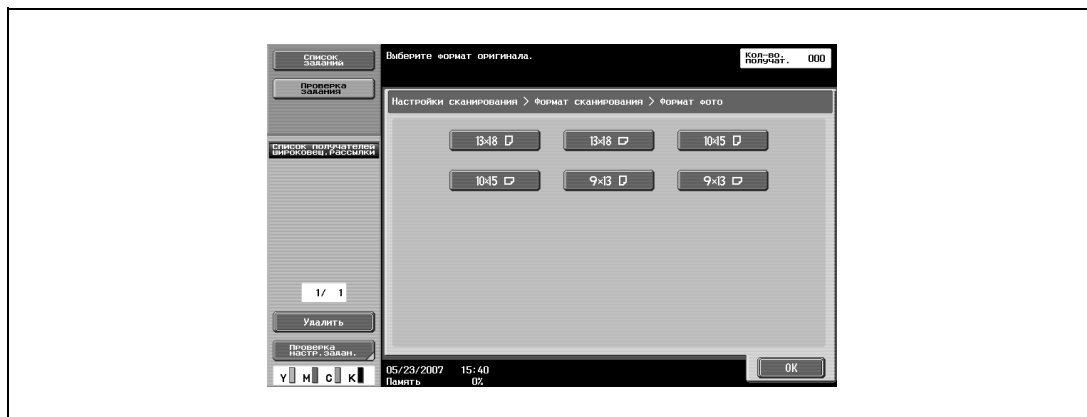 Список
заданий
Проверка
задания
Список получателей
широковещ.Рассылки
1/ 1
Удалить
Проверка
настр.задан.
Y M C K
Выберите формат оригинала.
Кол-во.
получат. 000
Настройки сканирования > Формат сканирования > Формат фото
13×18 13×18 10×15
10×15 9×13 9×13
05/23/2007 15:40
Память 0%
OK